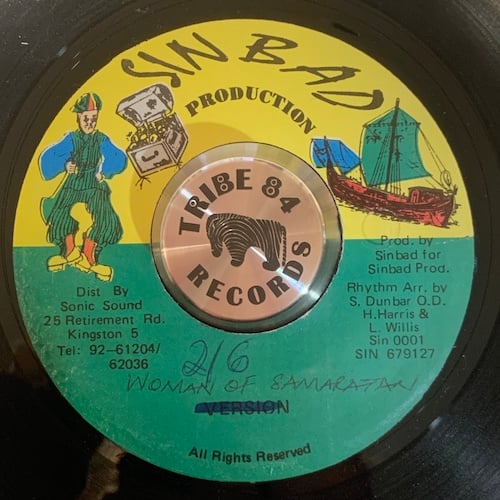 SINBAD
PRODUCTION
TRIBE 84
RECORDS
Prod. by
Sinbad for
Sinbad Prod.
Rhythm Arr. by
S. Dunbar O.D.
H.Harris &
L. Willis
Sin 0001
SIN 679127
Dist By
Sonic Sound
25 Retirement Rd.
Kingston 5
Tel: 92-61204/
62036
2/6
WOMAN OF SAMARATAN
VERSION
All Rights Reserved